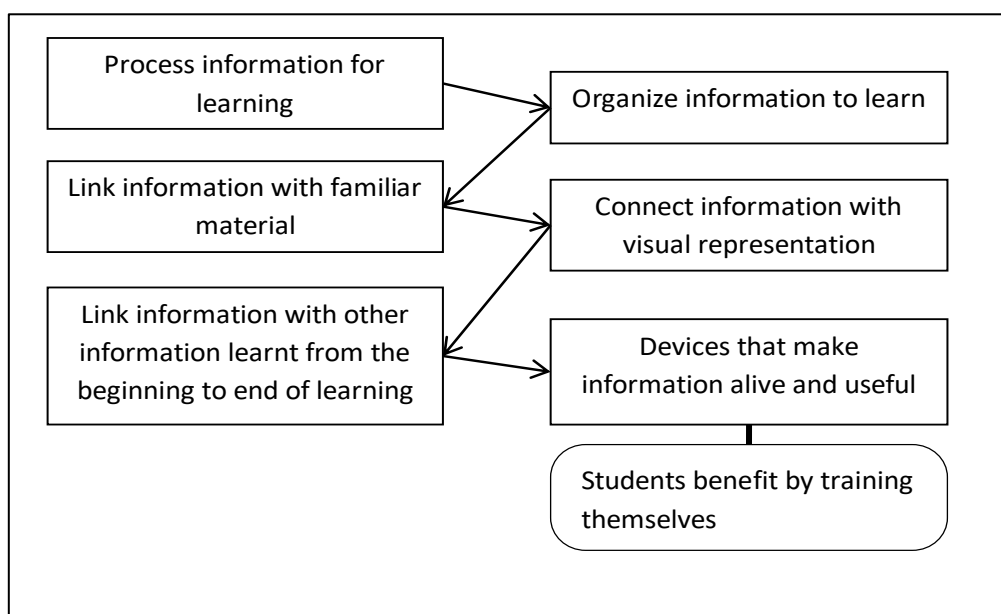 Process information for
learning
Organize information to learn
Link information with familiar
material
Connect information with
visual representation
Link information with other
information learnt from the
beginning to end of learning
Devices that make
information alive and useful
Students benefit by training
themselves